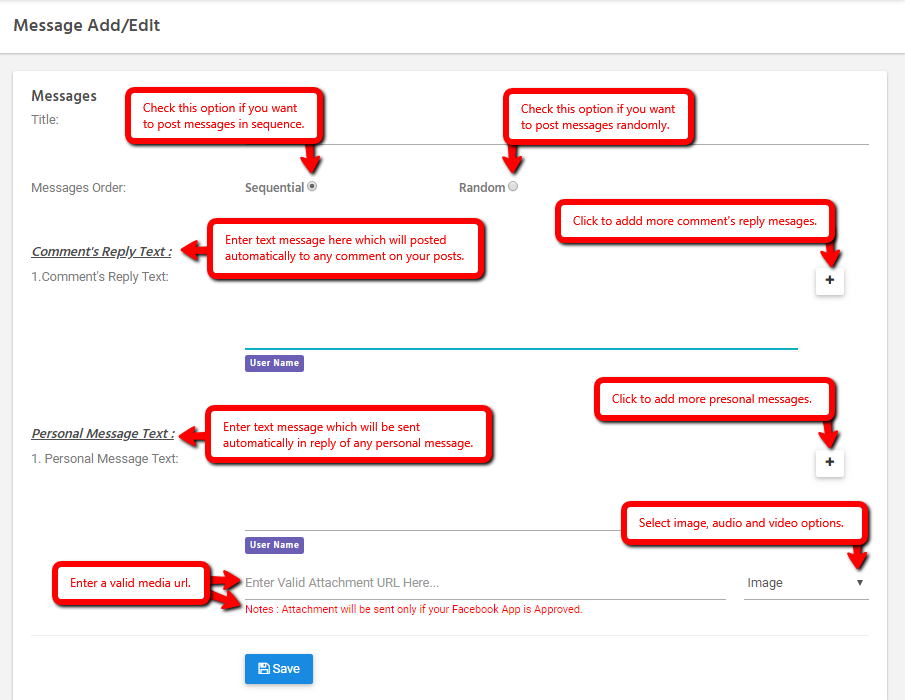 Message Add/Edit
Messages
Title:
Check this option if you want
to post messages in sequence.
Check this option if you want
to post messages randomly.
Messages Order:
Sequential
Random
Click to addd more comment's reply mesages.
Comment's Reply Text :
Enter text message here which will posted
automatically to any comment on your posts.
1.Comment's Reply Text:
+
User Name
Click to add more presonal messages.
Personal Message Text :
Enter text message which will be sent
automatically in reply of any personal message.
1. Personal Message Text:
+
Select image, audio and video options.
User Name
Enter a valid media url.
Enter Valid Attachment URL Here...
Image
Notes : Attachment will be sent only if your Facebook App is Approved.
Save